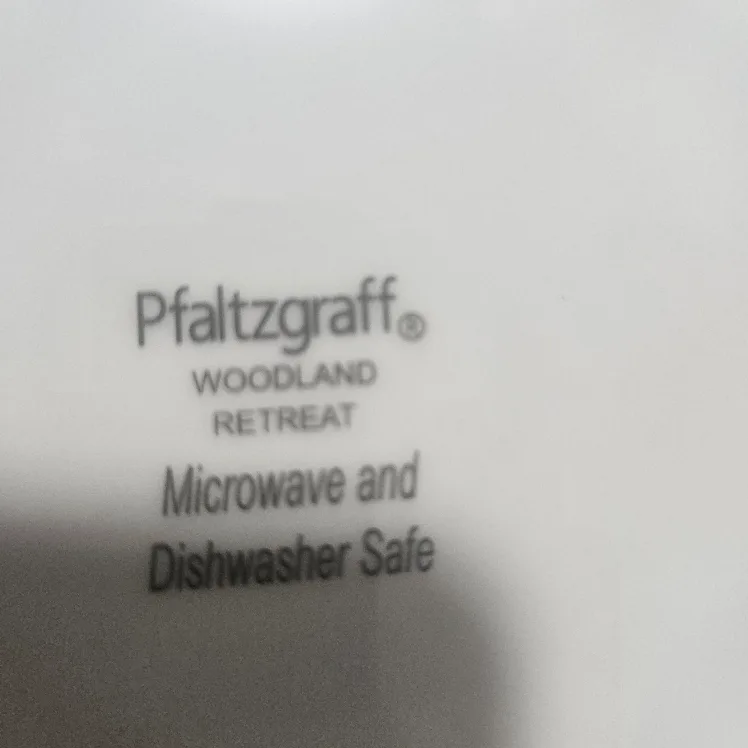 Pfaltzgraff®
WOODLAND
RETREAT
Microwave and
Dishwasher Safe